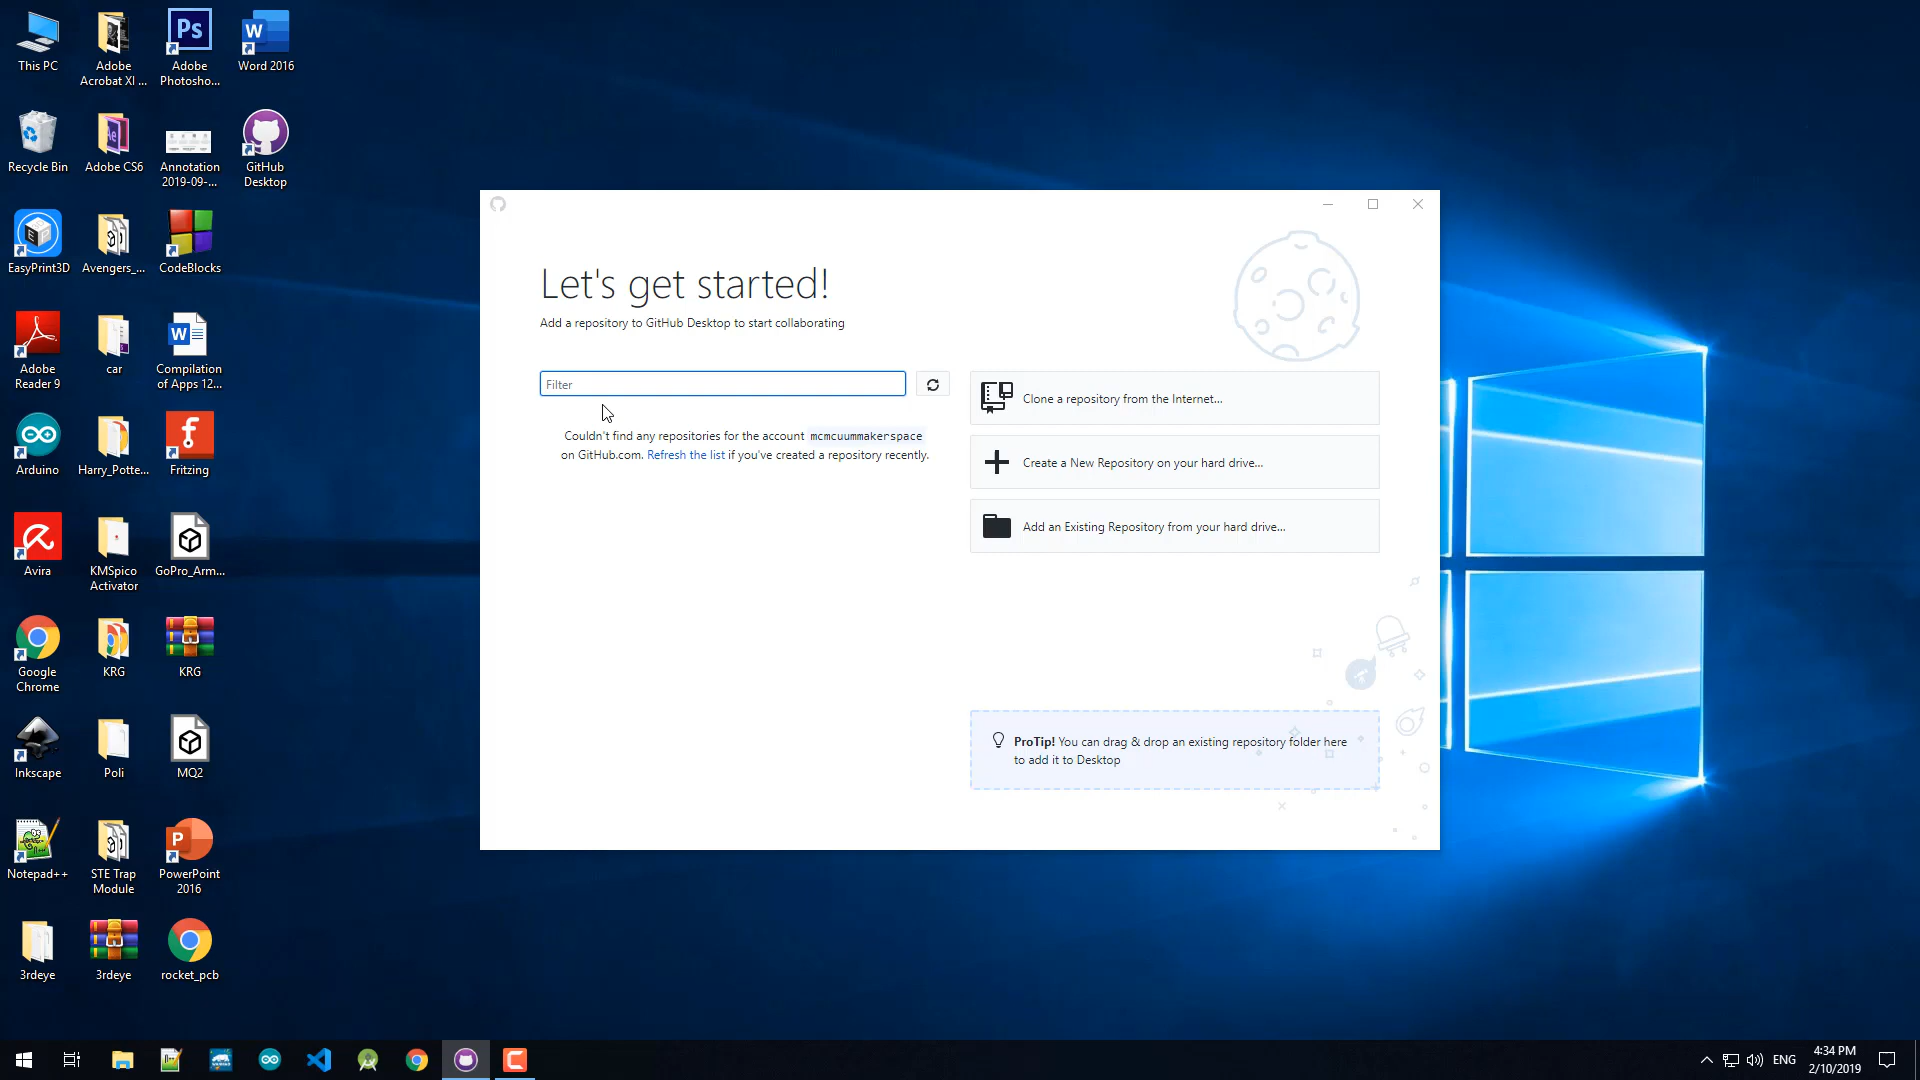 This PC
Adobe
Acrobat XI ...
Ps
Adobe
Photosho...
W
Word 2016
Recycle Bin
Ae
Adobe CS6
Annotation
2019-09-...
GitHub
Desktop
EasyPrint3D
Avengers_...
CodeBlocks
Adobe
Reader 9
car
W
Compilation
of Apps 12...
Arduino
Harry_Potte...
f
Fritzing
Avira
KMSpico
Activator
GoPro_Arm...
Google
Chrome
KRG
KRG
Inkscape
Poli
MQ2
Notepad++
STE Trap
Module
P
PowerPoint
2016
3rdeye
3rdeye
rocket_pcb
Let's get started!
Add a repository to GitHub Desktop to start collaborating
Filter
Couldn't find any repositories for the account mcmcuummakerspace
on GitHub.com. Refresh the list if you've created a repository recently.
Clone a repository from the Internet...
Create a New Repository on your hard drive...
Add an Existing Repository from your hard drive...
ProTip! You can drag & drop an existing repository folder here
to add it to Desktop
ENG
4:34 PM
2/10/2019